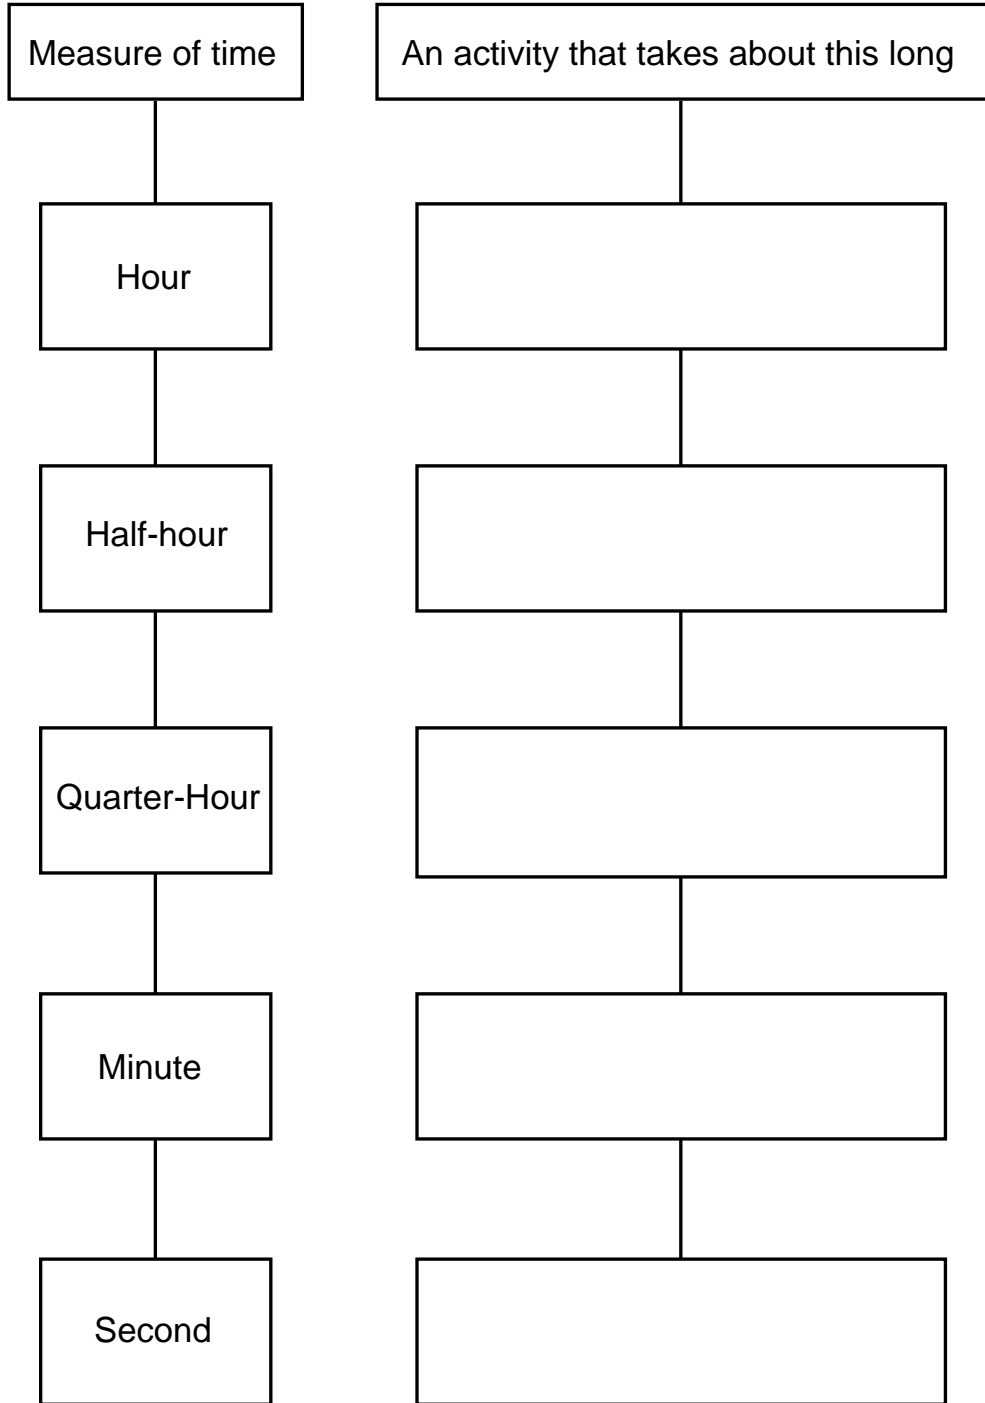 Measure of time
An activity that takes about this long
Hour
Half-hour
Quarter-Hour
Minute
Second